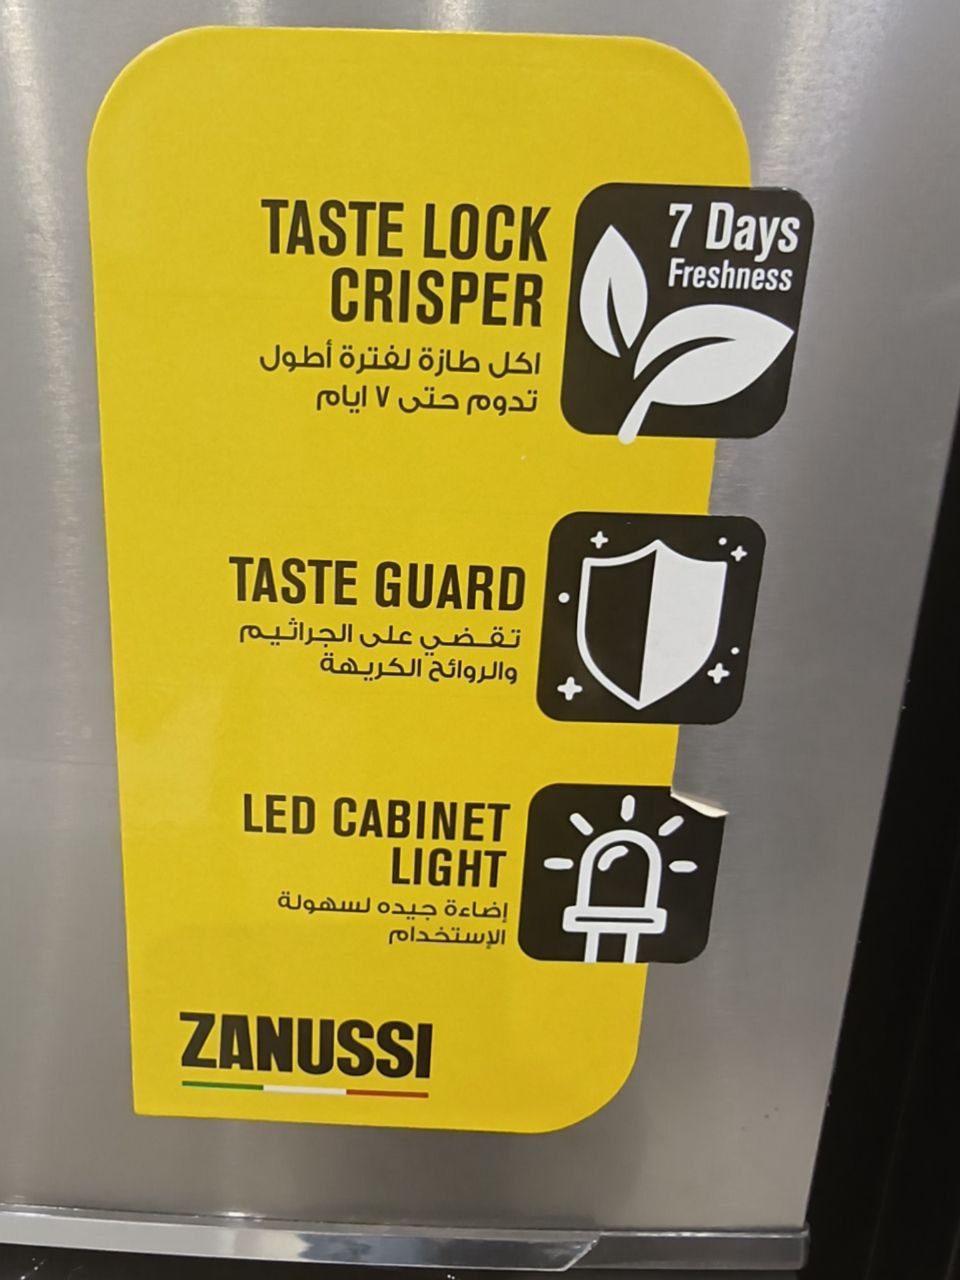 TASTE LOCK
CRISPER
اكل طازة لفترة أطول
تدوم حتى ٧ ايام
7 Days
Freshness
TASTE GUARD
تقـضي على الجراثيم
والروائح الكريهة
LED CABINET
LIGHT
إضاءة جيده لسهولة
الإستخدام
ZANUSSI